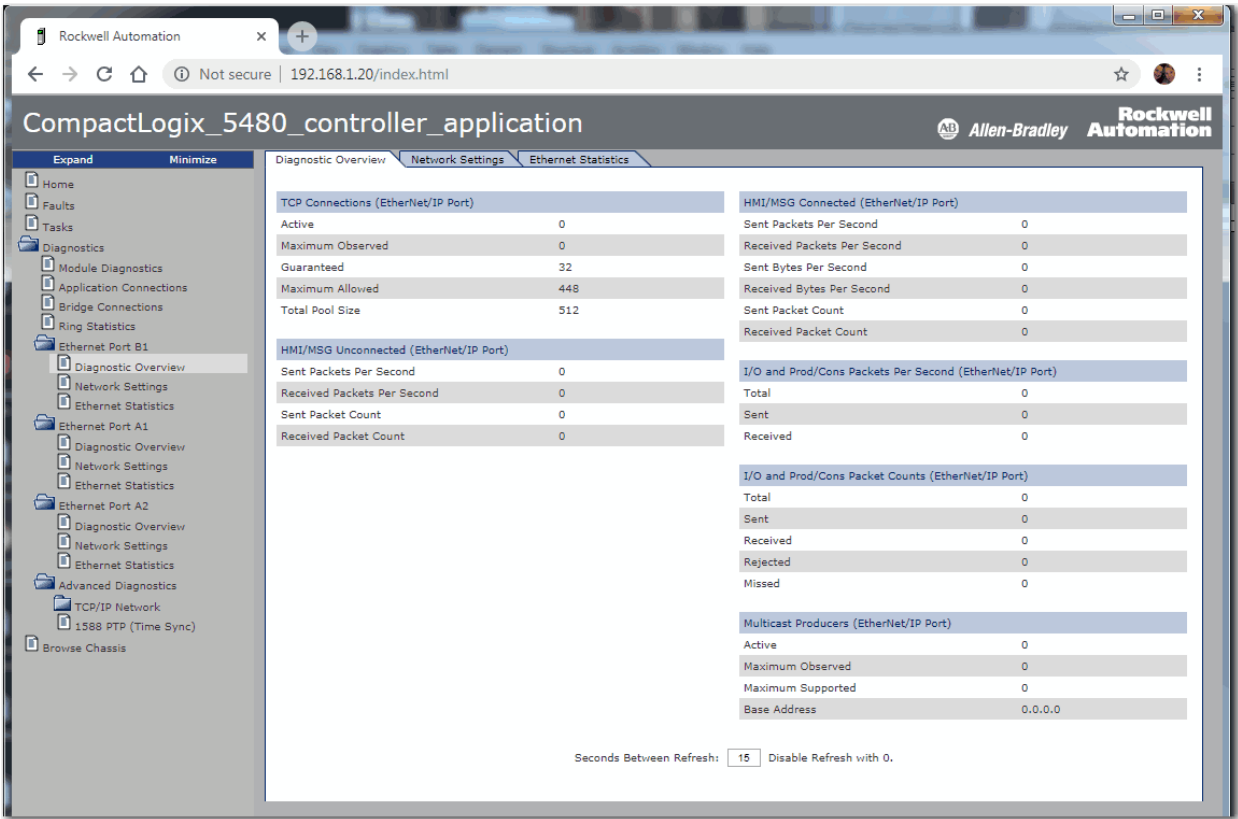 Rockwell Automation
Not secure | 192.168.1.20/index.html
CompactLogix_5480_controller_application
AB Allen-Bradley
Rockwell
Automation
Expand Minimize
Home
Faults
Tasks
Diagnostics
Module Diagnostics
Application Connections
Bridge Connections
Ring Statistics
Ethernet Port B1
Diagnostic Overview
Network Settings
Ethernet Statistics
Ethernet Port A1
Diagnostic Overview
Network Settings
Ethernet Statistics
Ethernet Port A2
Diagnostic Overview
Network Settings
Ethernet Statistics
Advanced Diagnostics
TCP/IP Network
1588 PTP (Time Sync)
Browse Chassis
Diagnostic Overview Network Settings Ethernet Statistics
TCP Connections (EtherNet/IP Port)
Active 0
Maximum Observed 0
Guaranteed 32
Maximum Allowed 448
Total Pool Size 512
HMI/MSG Unconnected (EtherNet/IP Port)
Sent Packets Per Second 0
Received Packets Per Second 0
Sent Packet Count 0
Received Packet Count 0
HMI/MSG Connected (EtherNet/IP Port)
Sent Packets Per Second 0
Received Packets Per Second 0
Sent Bytes Per Second 0
Received Bytes Per Second 0
Sent Packet Count 0
Received Packet Count 0
I/O and Prod/Cons Packets Per Second (EtherNet/IP Port)
Total 0
Sent 0
Received 0
I/O and Prod/Cons Packet Counts (EtherNet/IP Port)
Total 0
Sent 0
Received 0
Rejected 0
Missed 0
Multicast Producers (EtherNet/IP Port)
Active 0
Maximum Observed 0
Maximum Supported 0
Base Address 0.0.0.0
Seconds Between Refresh: 15 Disable Refresh with 0.